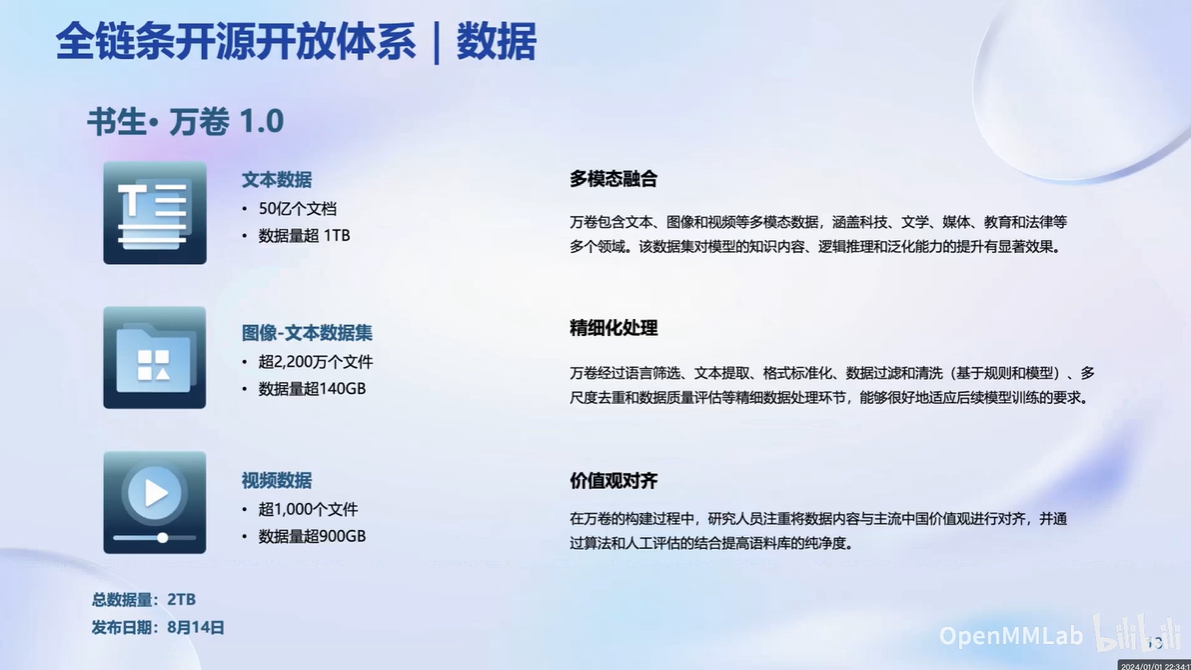 全链条开源开放体系｜数据
书生·万卷 1.0
文本数据
• 50亿个文档
• 数据量超 1TB
图像-文本数据集
• 超2,200万个文件
• 数据量超140GB
视频数据
• 超1,000个文件
• 数据量超900GB
总数据量：2TB
发布日期：8月14日
多模态融合
万卷包含文本、图像和视频等多模态数据，涵盖科技、文学、媒体、教育和法律等
多个领域。该数据集对模型的知识内容、逻辑推理和泛化能力的提升有显著效果。
精细化处理
万卷经过语言筛选、文本提取、格式标准化、数据过滤和清洗（基于规则和模型）、多
尺度去重和数据质量评估等精细数据处理环节，能够很好地适应后续模型训练的要求。
价值观对齐
在万卷的构建过程中，研究人员注重将数据内容与主流中国价值观进行对齐，并通
过算法和人工评估的结合提高语料库的纯净度。
OpenMMLab bilibili